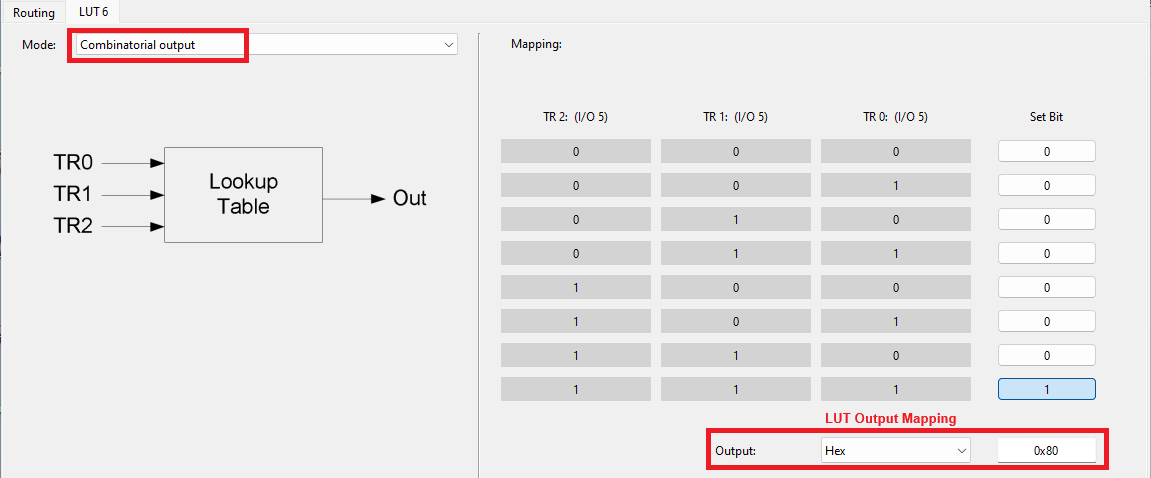 Routing LUT 6
Mode: Combinatorial output
Mapping:
TR 2: (I/O 5) TR 1: (I/O 5) TR 0: (I/O 5) Set Bit
0 0 0 0
0 0 1 0
0 1 0 0
0 1 1 0
1 0 0 0
1 0 1 0
1 1 0 0
1 1 1 1
TR0
TR1
TR2
Lookup
Table
Out
LUT Output Mapping
Output: Hex 0x80